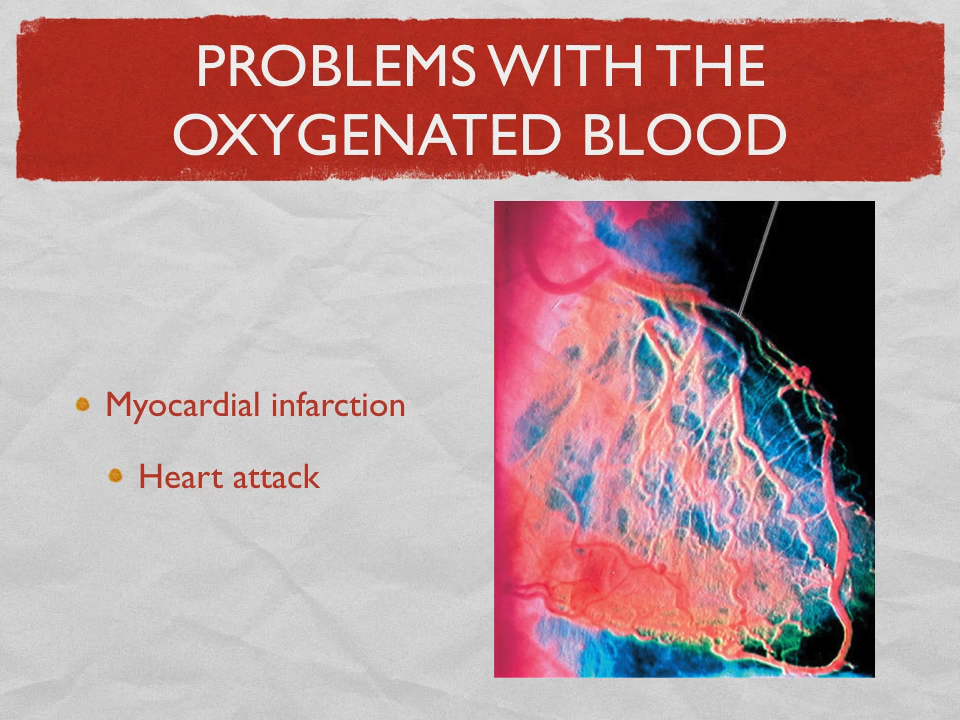 PROBLEMS WITH THE
OXYGENATED BLOOD
Myocardial infarction
Heart attack